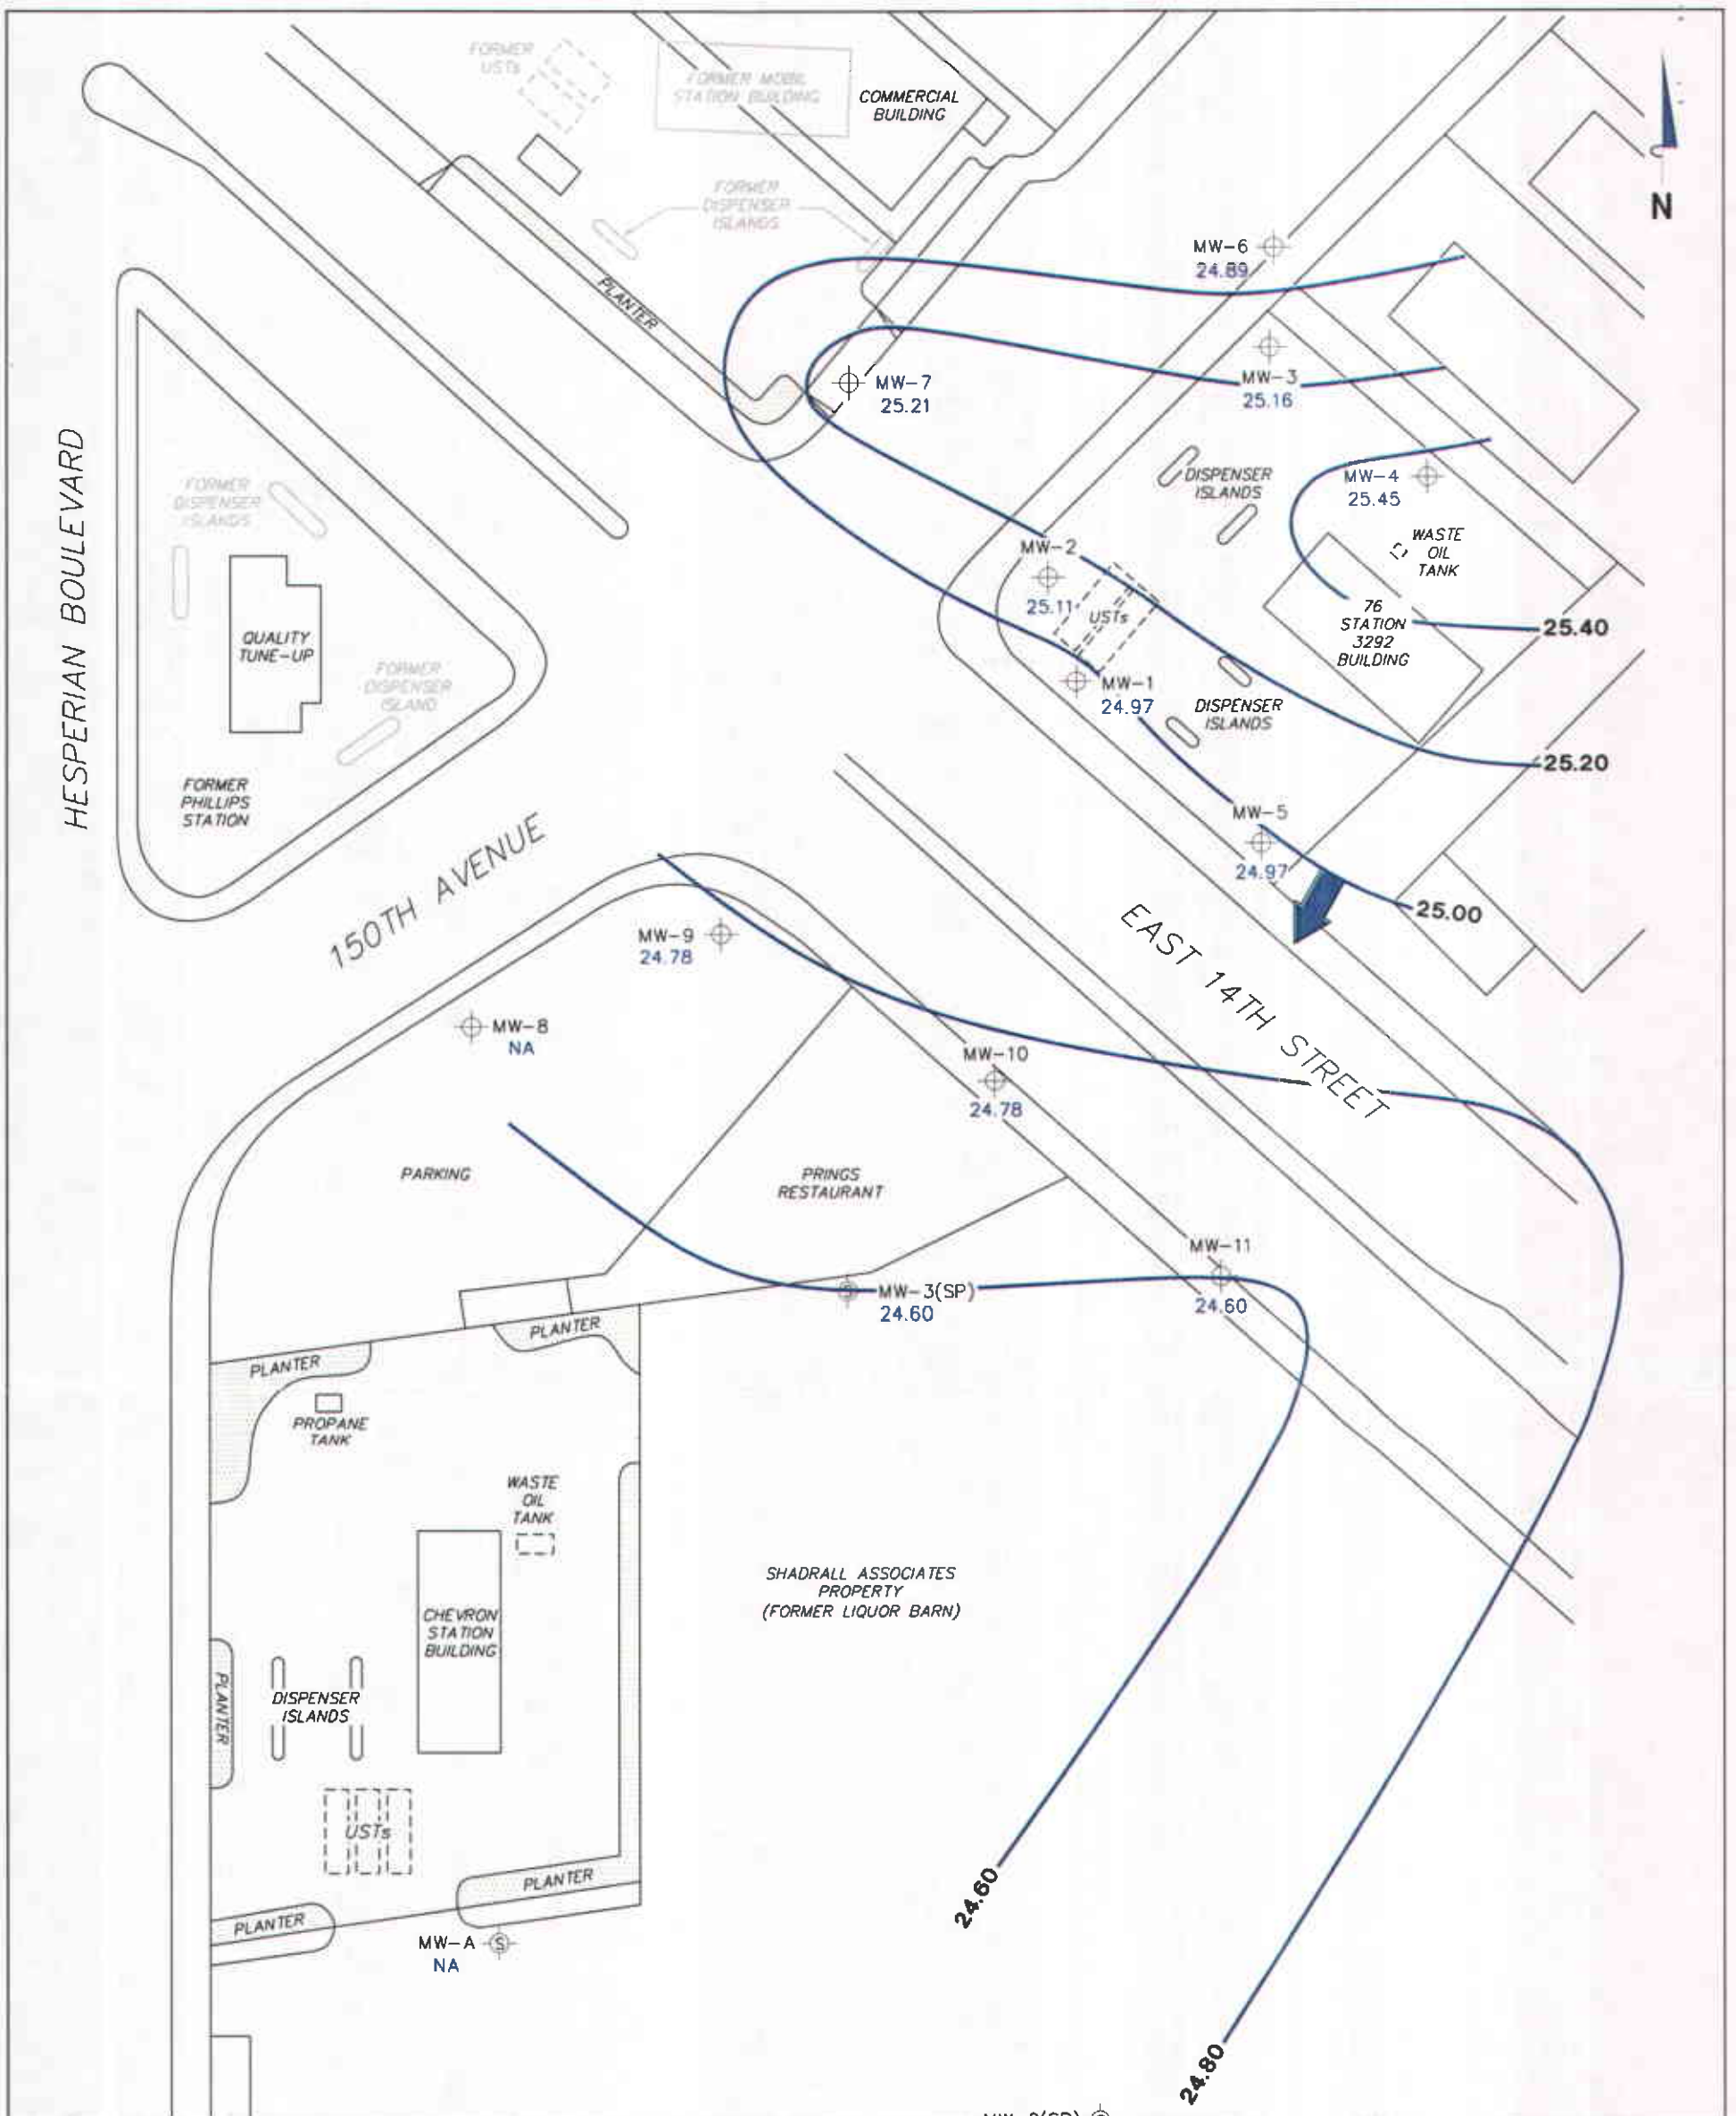 FORMER
USTs
FORMER MOBIL
STATION BUILDING
COMMERCIAL
BUILDING
FORMER
DISPENSER
ISLANDS
N
PLANTER
MW-6
24.89
MW-3
25.16
MW-7
25.21
DISPENSER
ISLANDS
MW-4
25.45
WASTE
OIL
TANK
MW-2
25.11
USTs
76
STATION
3292
BUILDING
25.40
MW-1
24.97
DISPENSER
ISLANDS
25.20
MW-5
24.97
25.00
HESPERIAN BOULEVARD
FORMER
DISPENSER
ISLANDS
QUALITY
TUNE-UP
FORMER
DISPENSER
ISLAND
FORMER
PHILLIPS
STATION
150TH AVENUE
EAST 14TH STREET
MW-9
24.78
MW-8
NA
MW-10
24.78
PARKING
PRINGS
RESTAURANT
MW-11
24.60
MW-3(SP)
24.60
PLANTER
PLANTER
PROPANE
TANK
WASTE
OIL
TANK
SHADRALL ASSOCIATES
PROPERTY
(FORMER LIQUOR BARN)
CHEVRON
STATION
BUILDING
PLANTER
DISPENSER
ISLANDS
USTs
PLANTER
PLANTER
MW-A
S
NA
24.60
24.80